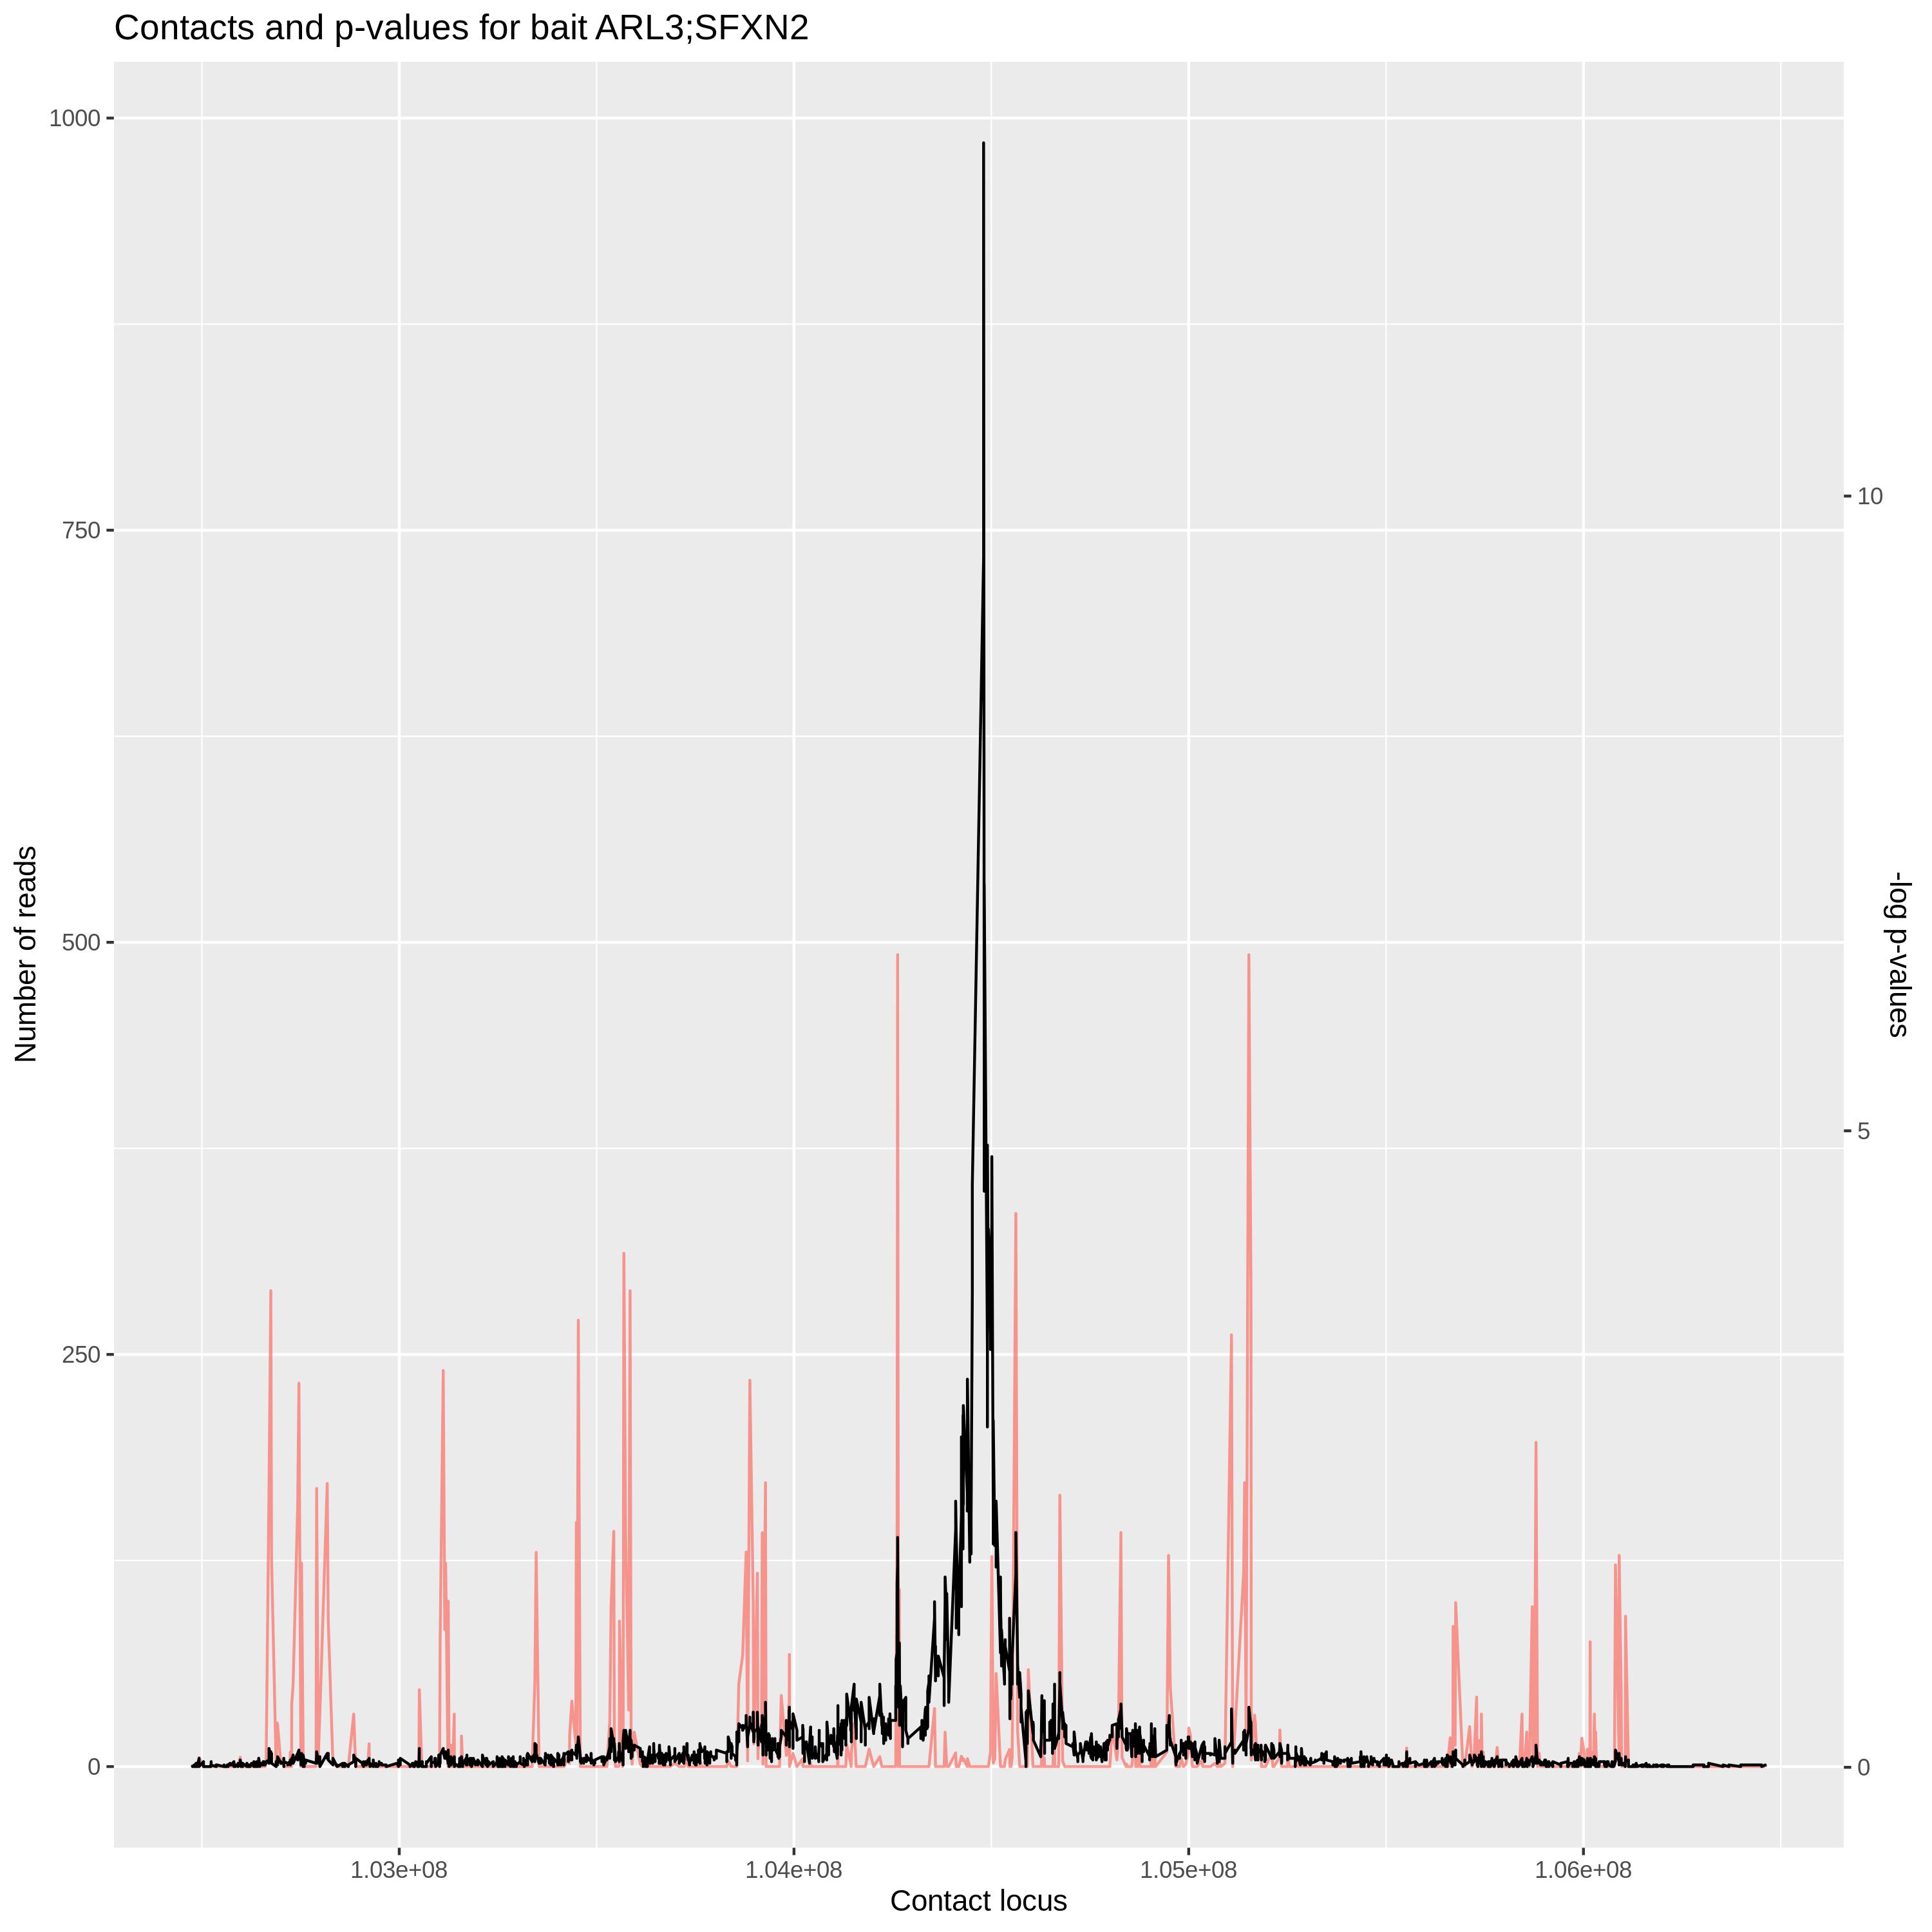 Contacts and p-values for bait ARL3;SFXN2
1000
750
500
250
0
Number of reads
10
5
0
-log p-values
1.03e+08
1.04e+08
1.05e+08
1.06e+08
Contact locus